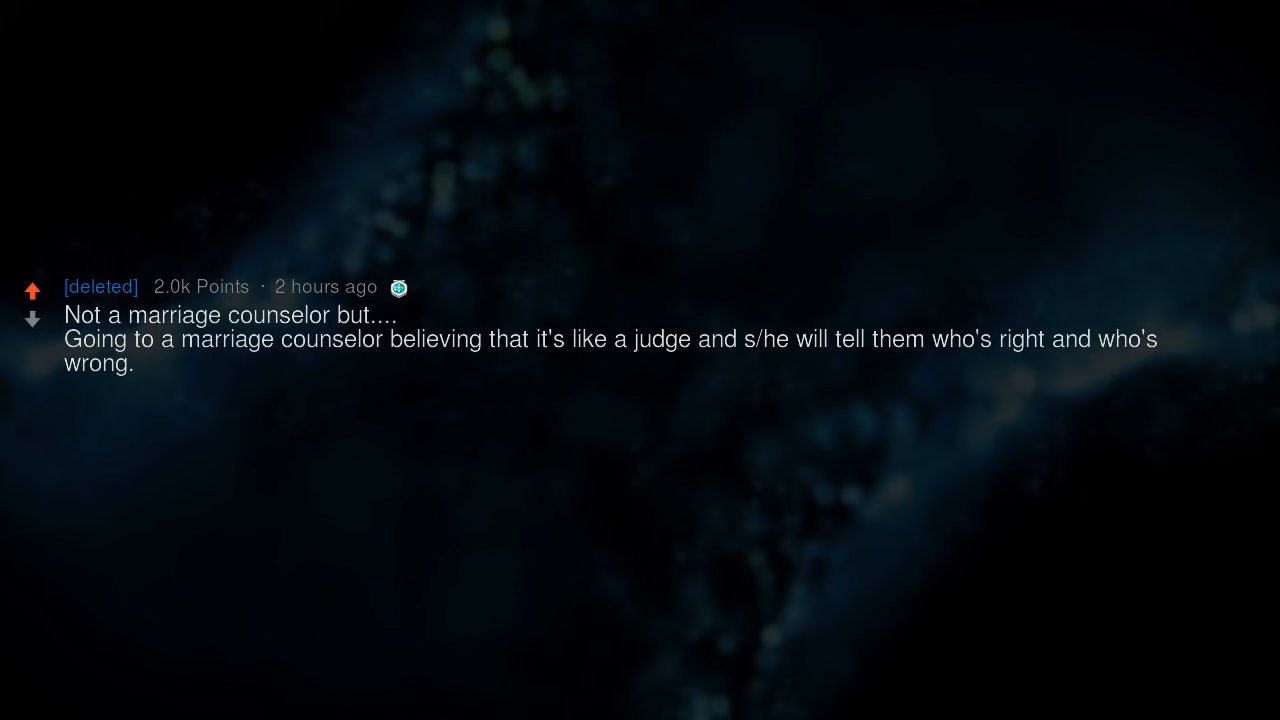 [deleted] 2.0k Points · 2 hours ago
Not a marriage counselor but....
Going to a marriage counselor believing that it's like a judge and s/he will tell them who's right and who's
wrong.